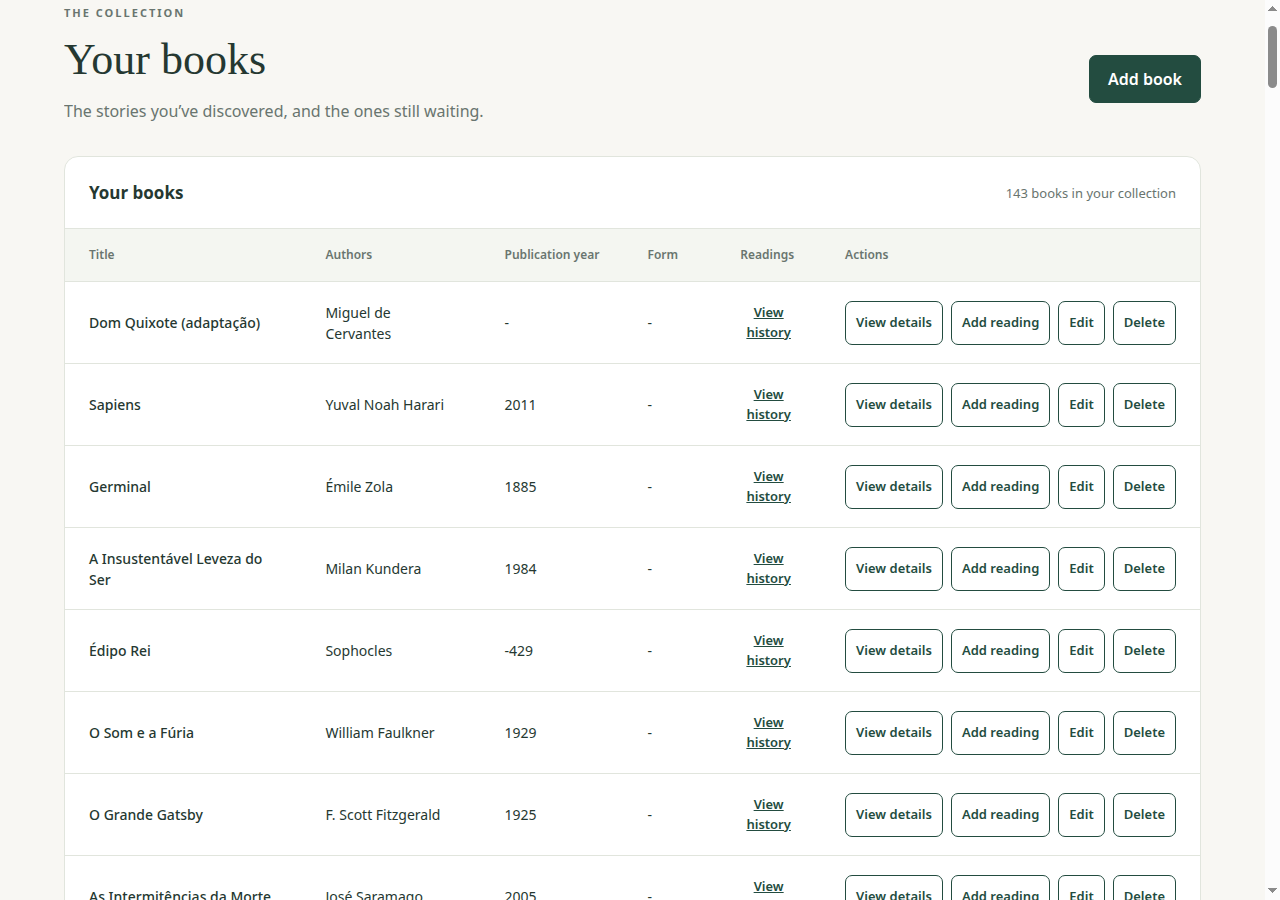 THE COLLECTION
Your books
Add book
The stories you’ve discovered, and the ones still waiting.
Your books 143 books in your collection
Title Authors Publication year Form Readings Actions
Dom Quixote (adaptação) Miguel de Cervantes - - View history View details Add reading Edit Delete
Sapiens Yuval Noah Harari 2011 - View history View details Add reading Edit Delete
Germinal Émile Zola 1885 - View history View details Add reading Edit Delete
A Insustentável Leveza do Ser Milan Kundera 1984 - View history View details Add reading Edit Delete
Édipo Rei Sophocles -429 - View history View details Add reading Edit Delete
O Som e a Fúria William Faulkner 1929 - View history View details Add reading Edit Delete
O Grande Gatsby F. Scott Fitzgerald 1925 - View history View details Add reading Edit Delete
As Intermitências da Morte José Saramago 2005 - View View details Add reading Edit Delete